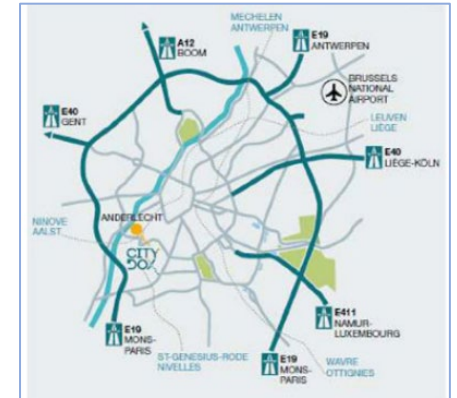 MECHELEN
ANTWERPEN
A12
BOOM
E19
ANTWERPEN
BRUSSELS
NATIONAL
AIRPORT
E40
GENT
LEUVEN
LIÈGE
E40
LIÈGE-KÖLN
NINOVE
AALST
ANDERLECHT
CITY
DOX
E411
NAMUR-
LUXEMBOURG
E19
MONS-
PARIS
ST-GENESIUS-RODE
NIVELLES
E19
MONS-
PARIS
WAVRE
OTTIGNIES